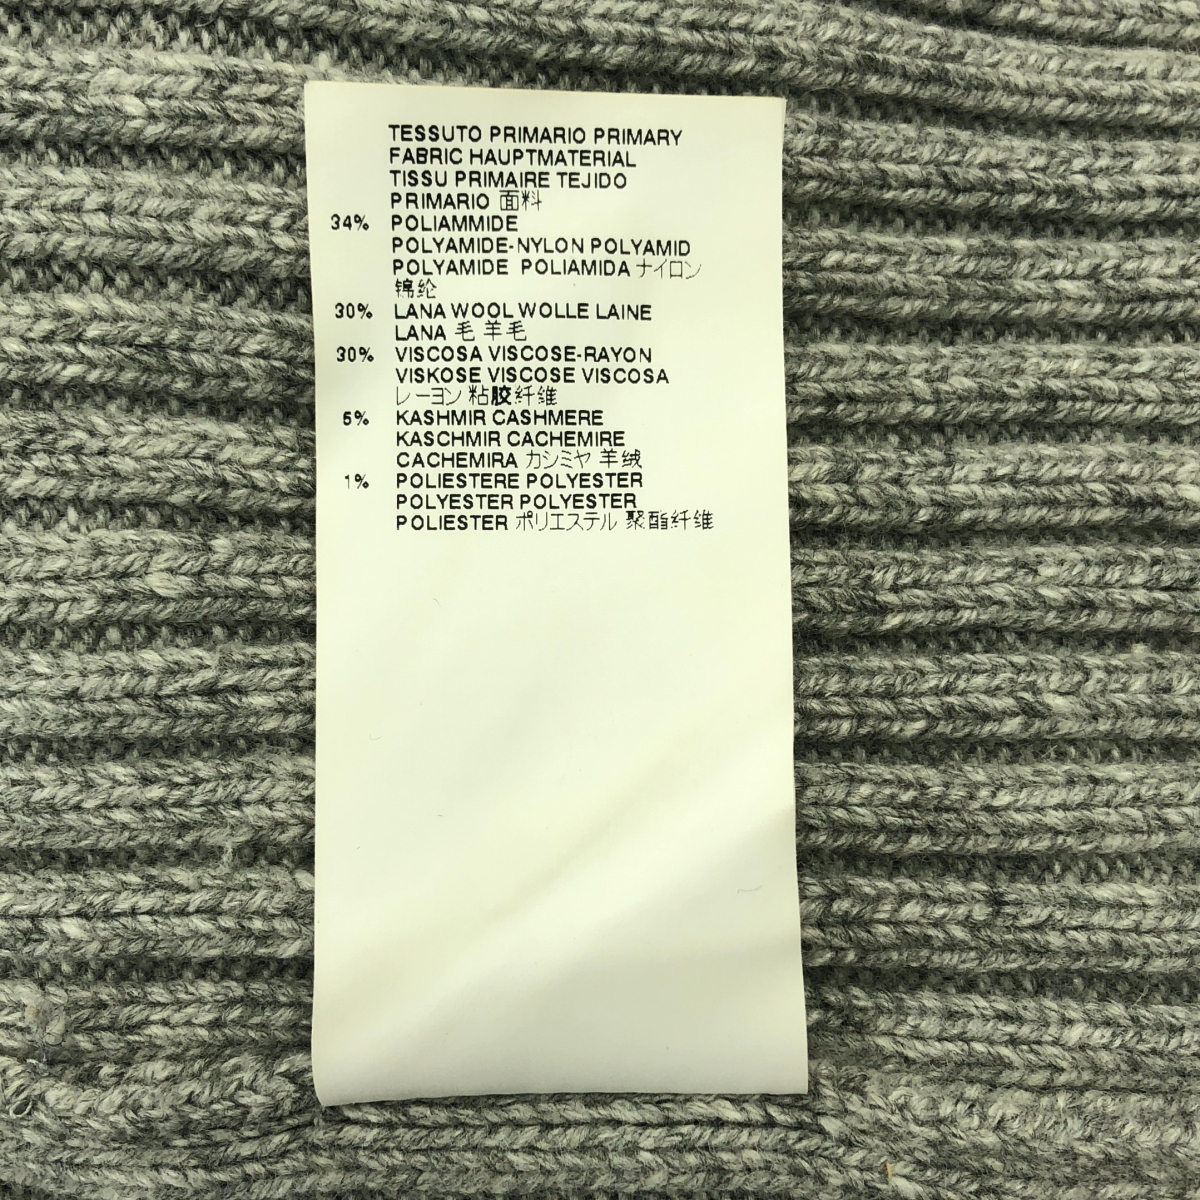 TESSUTO PRIMARIO PRIMARY
FABRIC HAUPTMATERIAL
TISSU PRIMAIRE TEJIDO
PRIMARIO 面料
34% POLIAMMIDE
POLYAMIDE-NYLON POLYAMID
POLYAMIDE POLIAMIDA ナイロン
锦纶
30% LANA WOOL WOLLE LAINE
LANA 毛 羊毛
30% VISCOSA VISCOSE-RAYON
VISKOSE VISCOSE VISCOSA
レーヨン 粘胶纤维
5% KASHMIR CASHMERE
KASCHMIR CACHEMIRE
CACHEMIRA カシミヤ 羊绒
1% POLIESTERE POLYESTER
POLYESTER POLYESTER
POLIESTER ポリエステル 聚酯纤维